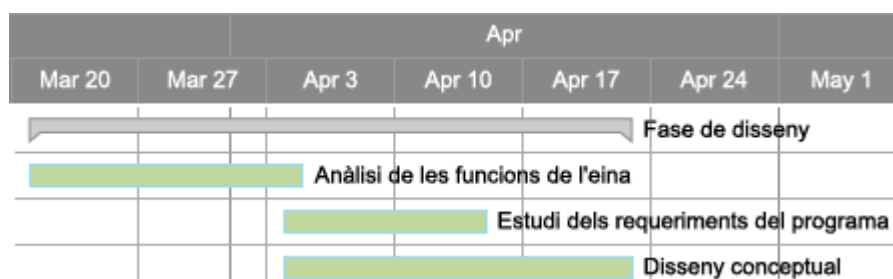 Apr
Mar 20 Mar 27 Apr 3 Apr 10 Apr 17 Apr 24 May 1
Fase de disseny
Anàlisi de les funcions de l'eina
Estudi dels requeriments del programa
Disseny conceptual